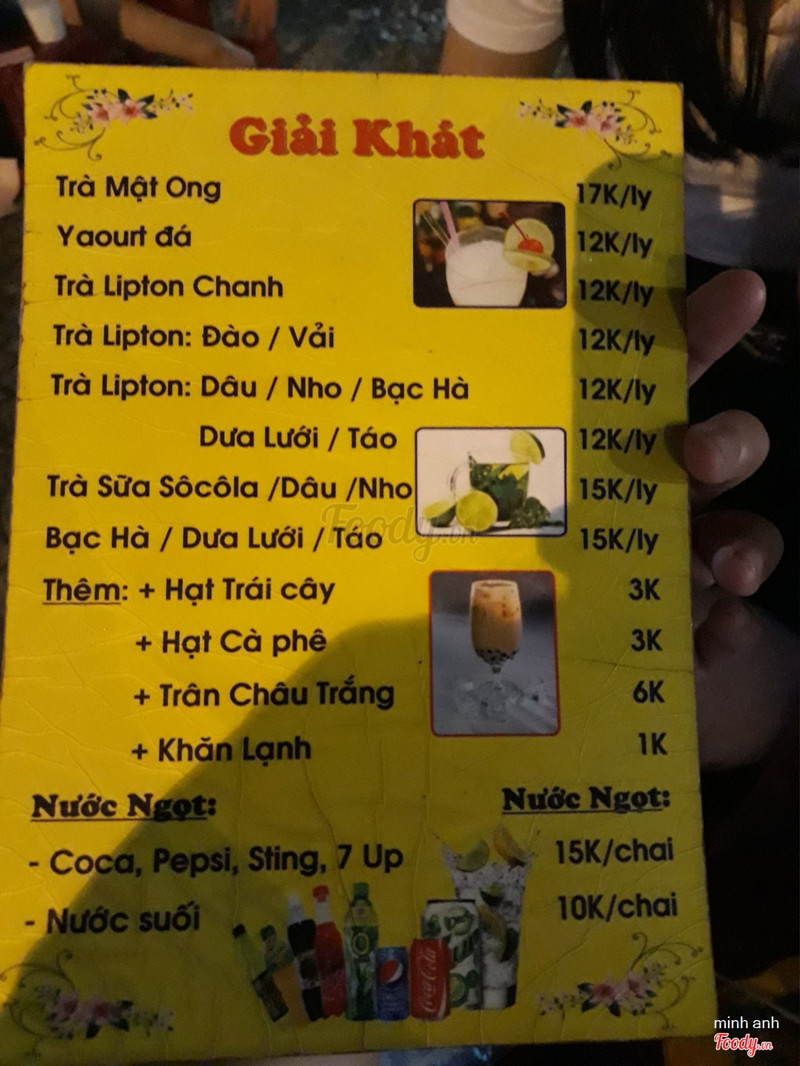 Giải Khát
Trà Mật Ong 17K/ly
Yaourt đá 12K/ly
Trà Lipton Chanh 12K/ly
Trà Lipton: Đào / Vải 12K/ly
Trà Lipton: Dâu / Nho / Bạc Hà 12K/ly
Dưa Lưới / Táo 12K/ly
Trà Sữa Sôcôla /Dâu /Nho 15K/ly
Bạc Hà / Dưa Lưới / Táo 15K/ly
Thêm: + Hạt Trái cây 3K
+ Hạt Cà phê 3K
+ Trân Châu Trắng 6K
+ Khăn Lạnh 1K
Nước Ngọt: Nước Ngọt:
- Coca, Pepsi, Sting, 7 Up 15K/chai
- Nước suối 10K/chai
Foody.vn
Coca-Cola
minh anh
Foody.vn